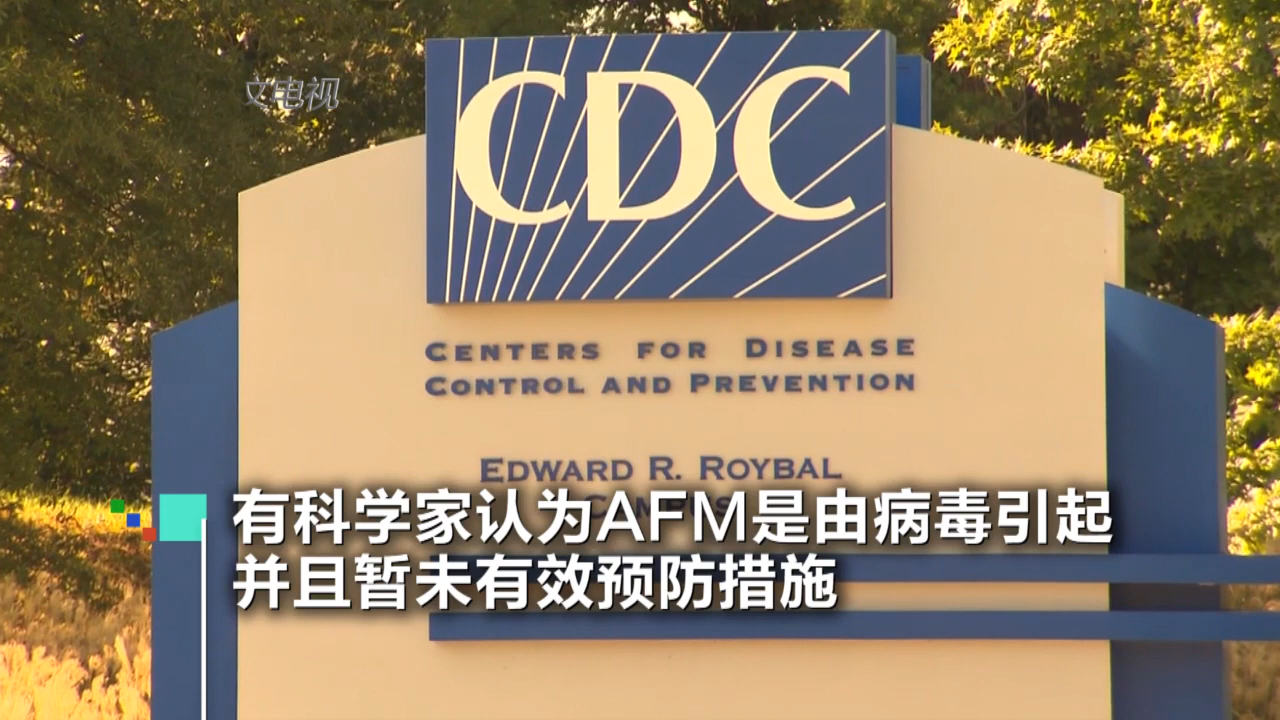 文电视
CDC
CENTERS FOR DISEASE
CONTROL AND PREVENTION
EDWARD R. ROYBAL
有科学家认为AFM是由病毒引起
并且暂未有效预防措施